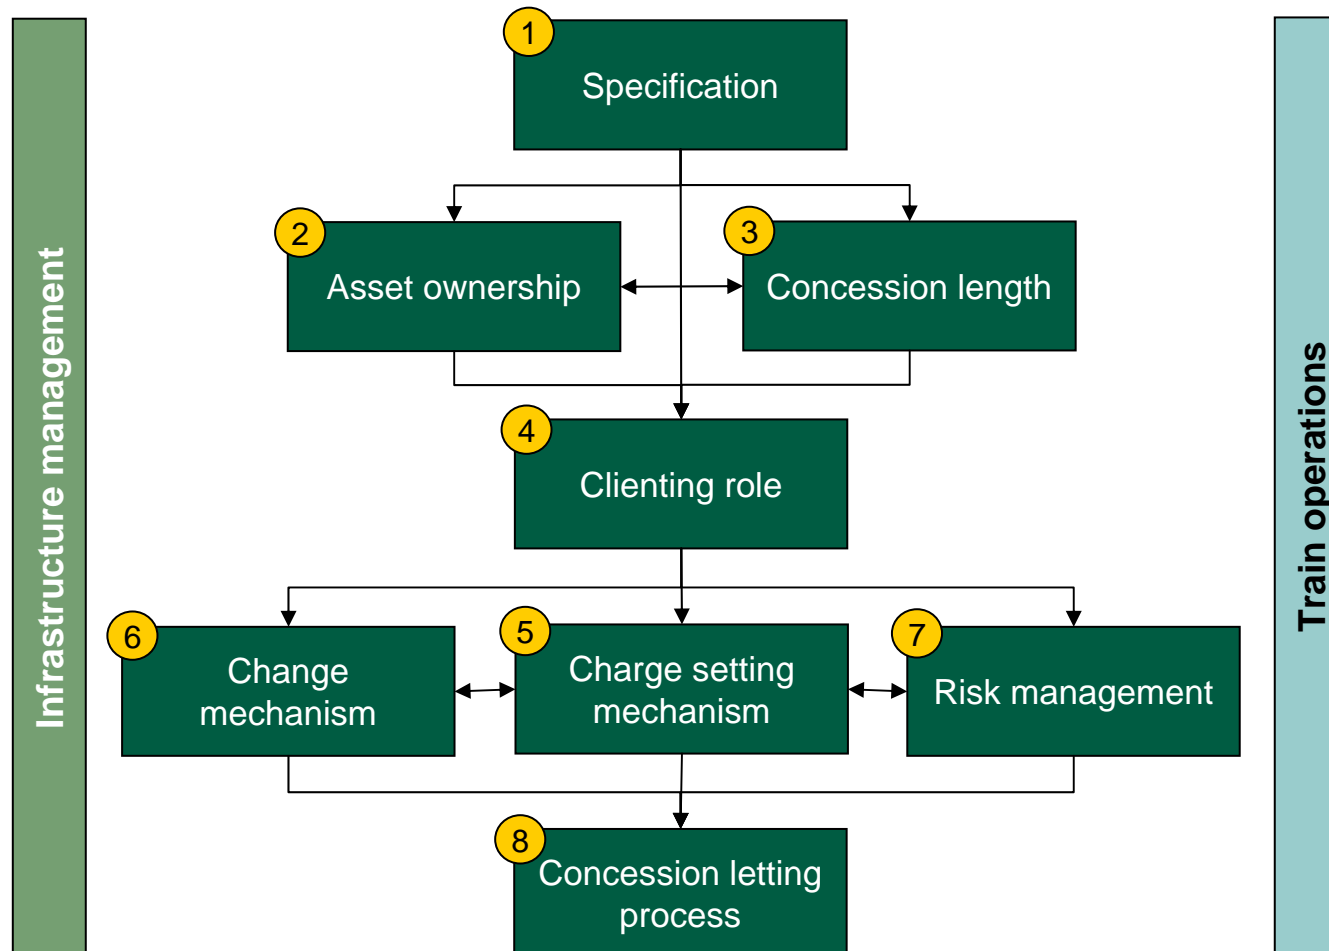 Infrastructure management
1
Specification
2
Asset ownership
3
Concession length
4
Clienting role
6
Change
mechanism
5
Charge setting
mechanism
7
Risk management
8
Concession letting
process
Train operations